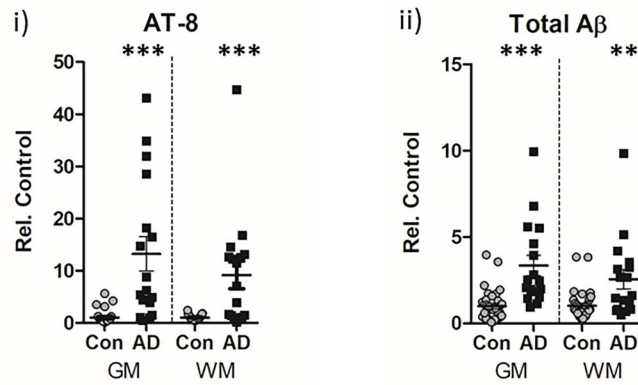 i) AT-8
*** ***
Rel. Control
50
40
30
20
10
0
Con AD Con AD
GM WM
ii) Total Aβ
*** **
Rel. Control
15
10
5
0
Con AD Con AD
GM WM